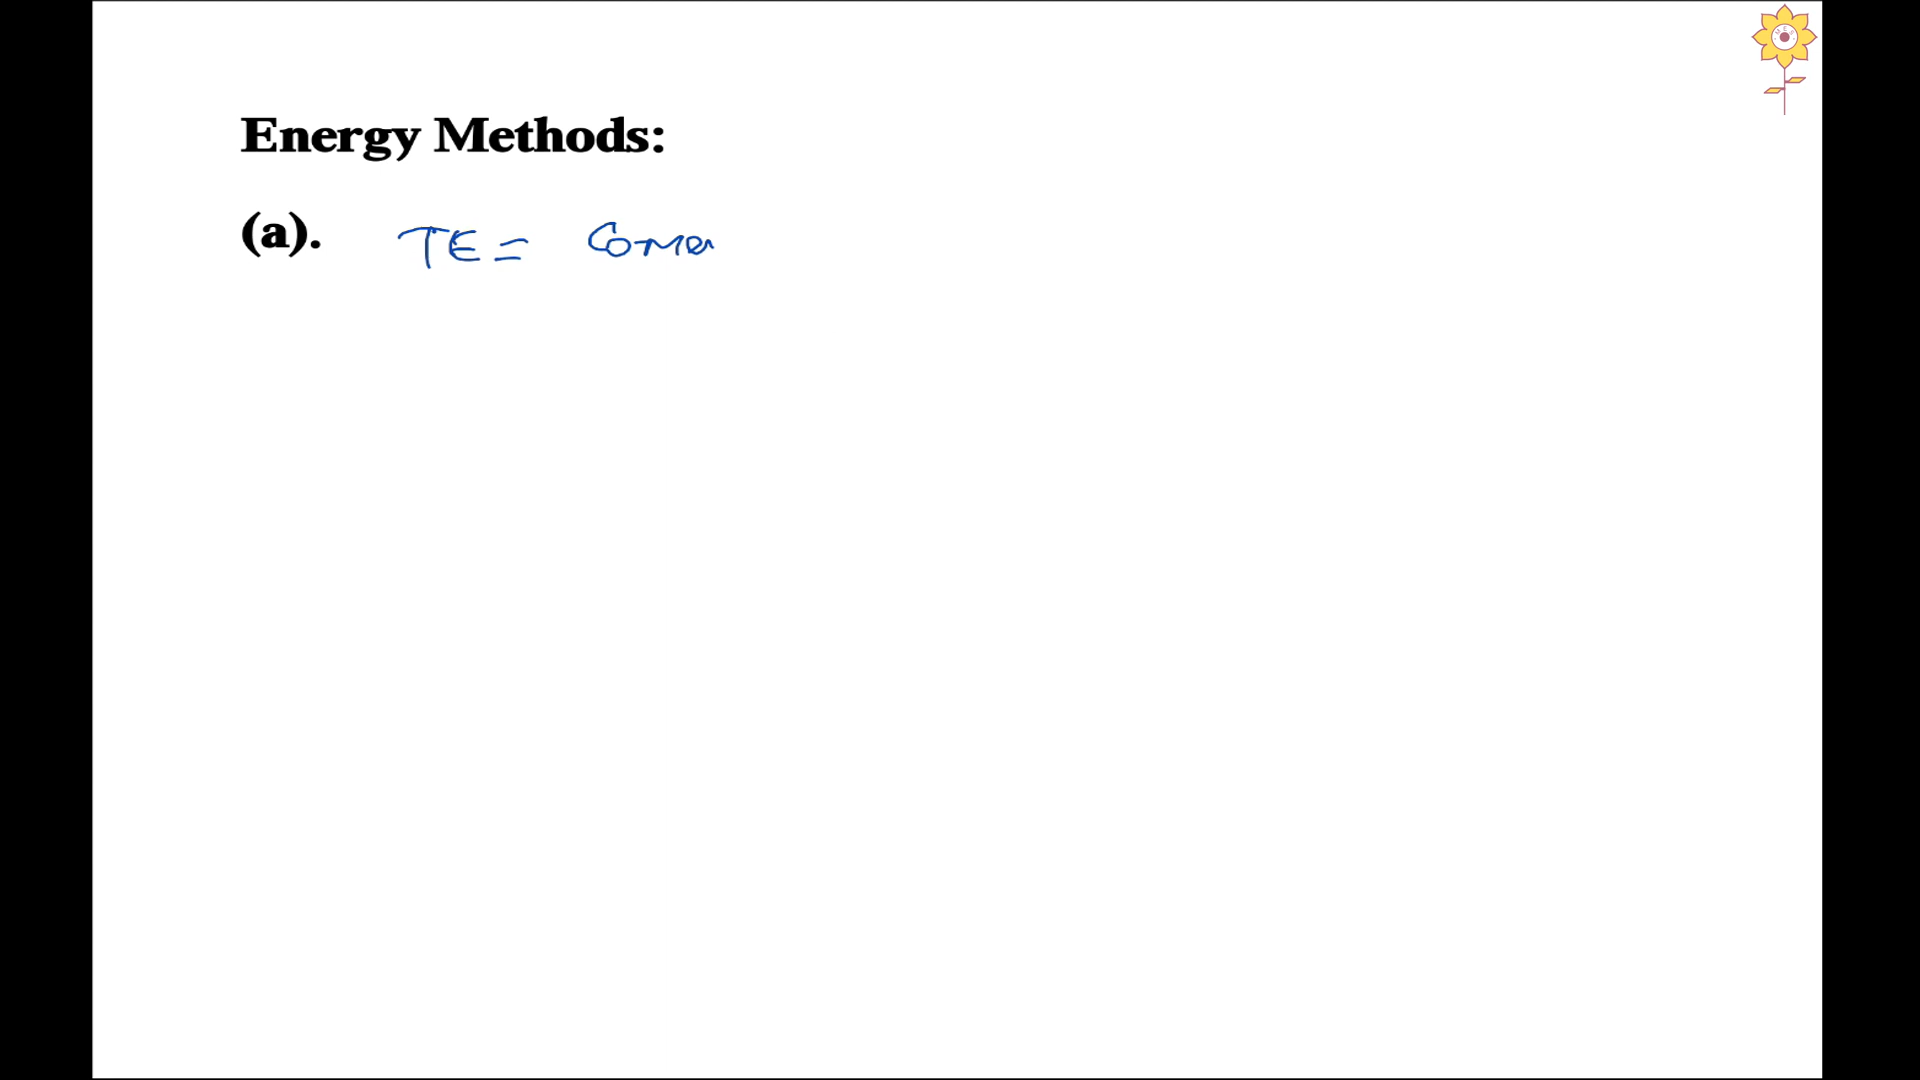 Energy Methods:
(a). TE =